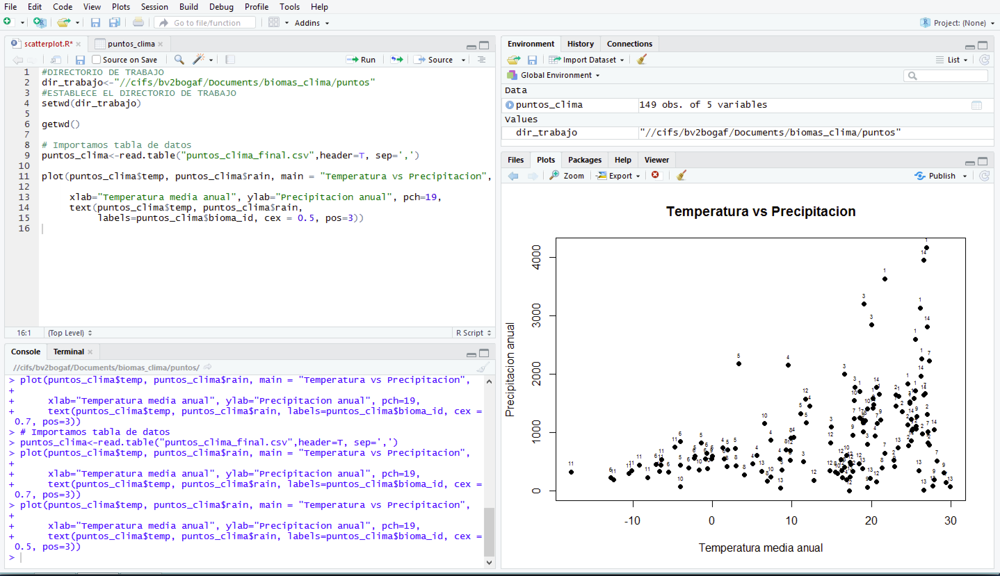 File Edit Code View Plots Session Build Debug Profile Tools Help
Go to file/function Addins Project: (None)
scatterplot.R* puntos_clima
Source on Save Run Source
1 #DIRECTORIO DE TRABAJO
2 dir_trabajo<-"//cifs/bv2bogaf/Documents/biomas_clima/puntos"
3 #ESTABLECE EL DIRECTORIO DE TRABAJO
4 setwd(dir_trabajo)
5
6 getwd()
7
8 # Importamos tabla de datos
9 puntos_clima<-read.table("puntos_clima_final.csv",header=T, sep=',')
10
11 plot(puntos_clima$temp, puntos_clima$rain, main = "Temperatura vs Precipitacion",
12
13 xlab="Temperatura media anual", ylab="Precipitacion anual", pch=19,
14 text(puntos_clima$temp, puntos_clima$rain,
15 labels=puntos_clima$bioma_id, cex = 0.5, pos=3))
16
16:1 (Top Level) R Script
Console Terminal
//cifs/bv2bogaf/Documents/biomas_clima/puntos/
> plot(puntos_clima$temp, puntos_clima$rain, main = "Temperatura vs Precipitacion",
+
+ xlab="Temperatura media anual", ylab="Precipitacion anual", pch=19,
+ text(puntos_clima$temp, puntos_clima$rain, labels=puntos_clima$bioma_id, cex =
0.7, pos=3))
> # Importamos tabla de datos
> puntos_clima<-read.table("puntos_clima_final.csv",header=T, sep=',')
> plot(puntos_clima$temp, puntos_clima$rain, main = "Temperatura vs Precipitacion",
+
+ xlab="Temperatura media anual", ylab="Precipitacion anual", pch=19,
+ text(puntos_clima$temp, puntos_clima$rain, labels=puntos_clima$bioma_id, cex =
0.7, pos=3))
> plot(puntos_clima$temp, puntos_clima$rain, main = "Temperatura vs Precipitacion",
+
+ xlab="Temperatura media anual", ylab="Precipitacion anual", pch=19,
+ text(puntos_clima$temp, puntos_clima$rain, labels=puntos_clima$bioma_id, cex =
0.5, pos=3))
>
Environment History Connections
Import Dataset List
Global Environment
Data
puntos_clima 149 obs. of 5 variables
Values
dir_trabajo "//cifs/bv2bogaf/Documents/biomas_clima/puntos"
Files Plots Packages Help Viewer
Zoom Export Publish
Temperatura vs Precipitacion
Precipitacion anual
4000
3000
2000
1000
0
-10 0 10 20 30
Temperatura media anual